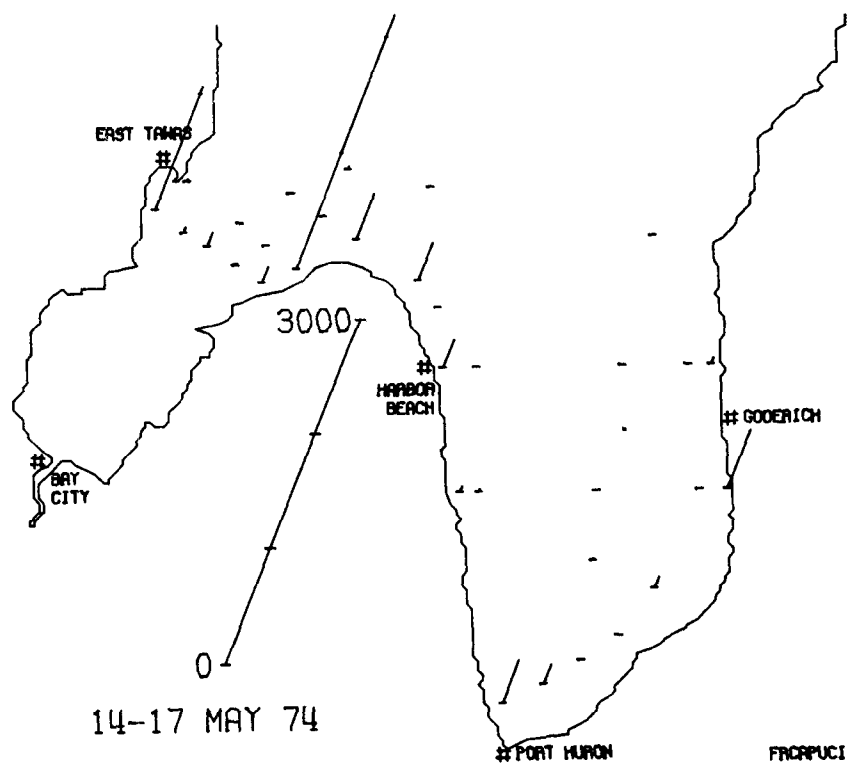 EAST TAWAS
3000
HARBOR
BEACH
# GODERICH
BAY
CITY
0
14-17 MAY 74
# PORT HURON
FRCAPUCI